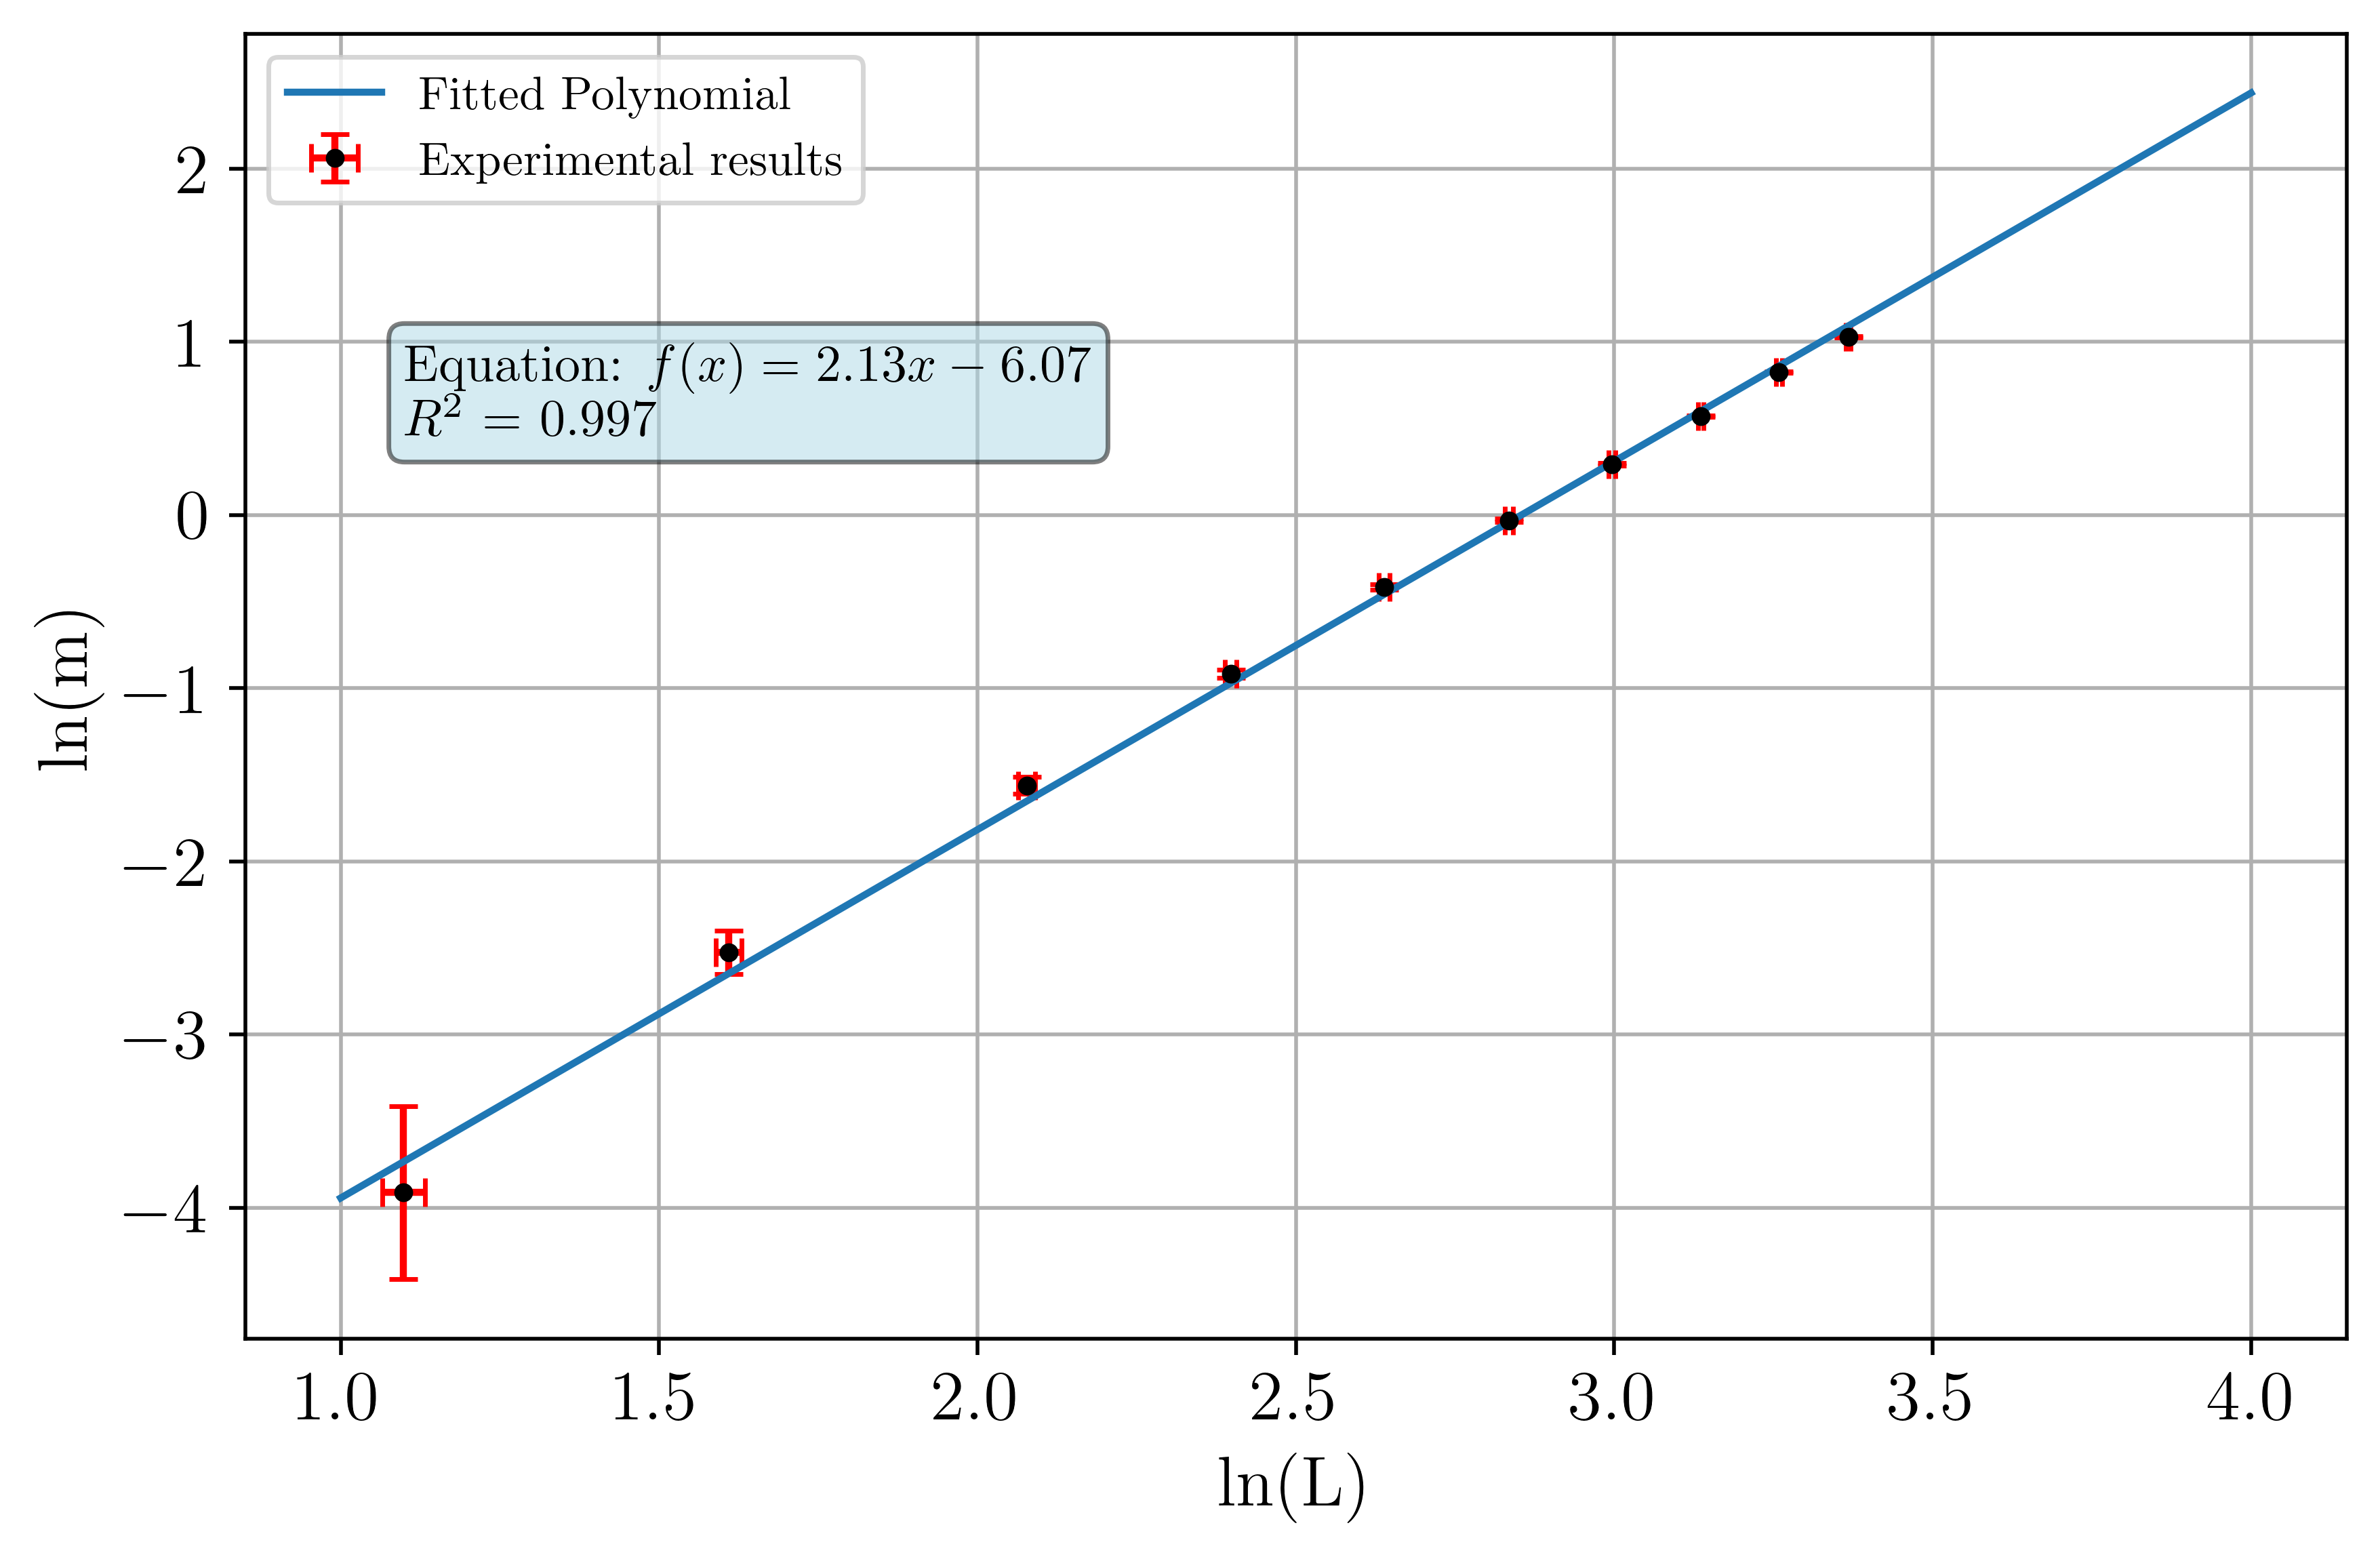 Fitted Polynomial
Experimental results
Equation: f(x) = 2.13x − 6.07
R² = 0.997
2
1
0
−1
−2
−3
−4
ln(m)
1.0 1.5 2.0 2.5 3.0 3.5 4.0
ln(L)